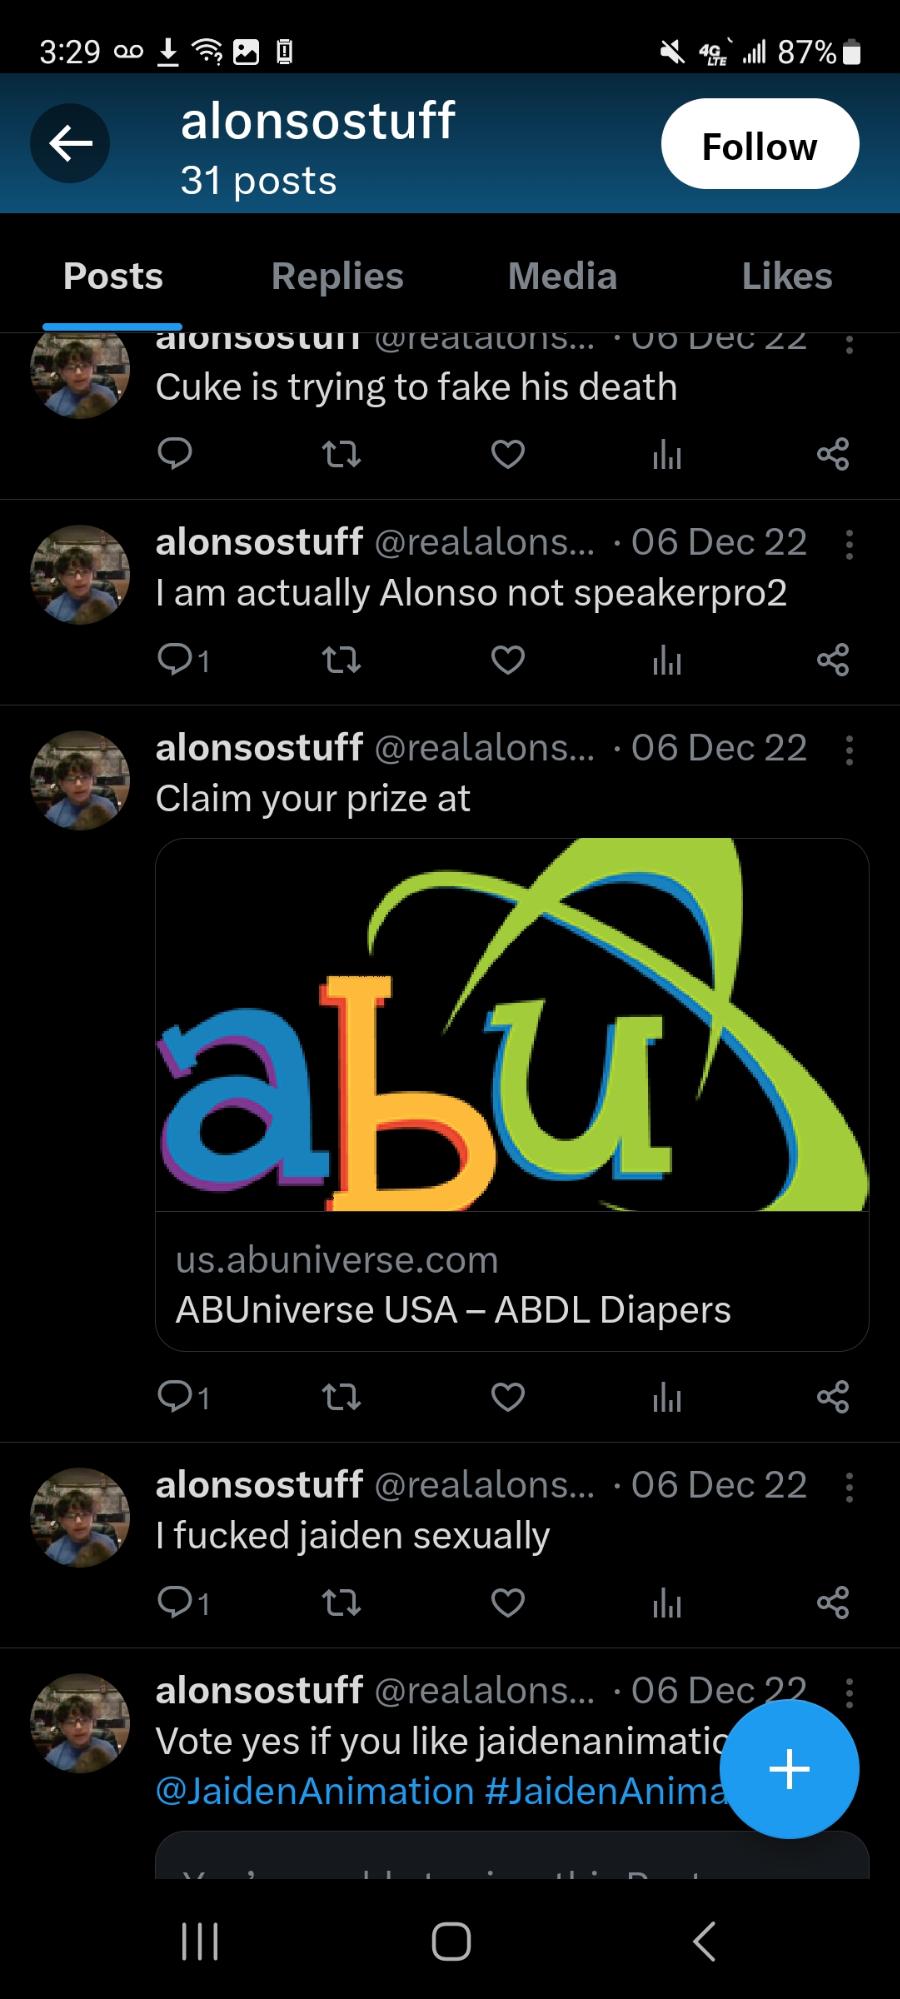 3:29 4G LTE 87%
alonsostuff
31 posts
Follow
Posts Replies Media Likes
alonsostuff @realalons... · 06 Dec 22
Cuke is trying to fake his death
alonsostuff @realalons... · 06 Dec 22
I am actually Alonso not speakerpro2
1
alonsostuff @realalons... · 06 Dec 22
Claim your prize at
abu
us.abuniverse.com
ABUniverse USA – ABDL Diapers
1
alonsostuff @realalons... · 06 Dec 22
I fucked jaiden sexually
1
alonsostuff @realalons... · 06 Dec 22
Vote yes if you like jaidenanimatio
@JaidenAnimation #JaidenAnima